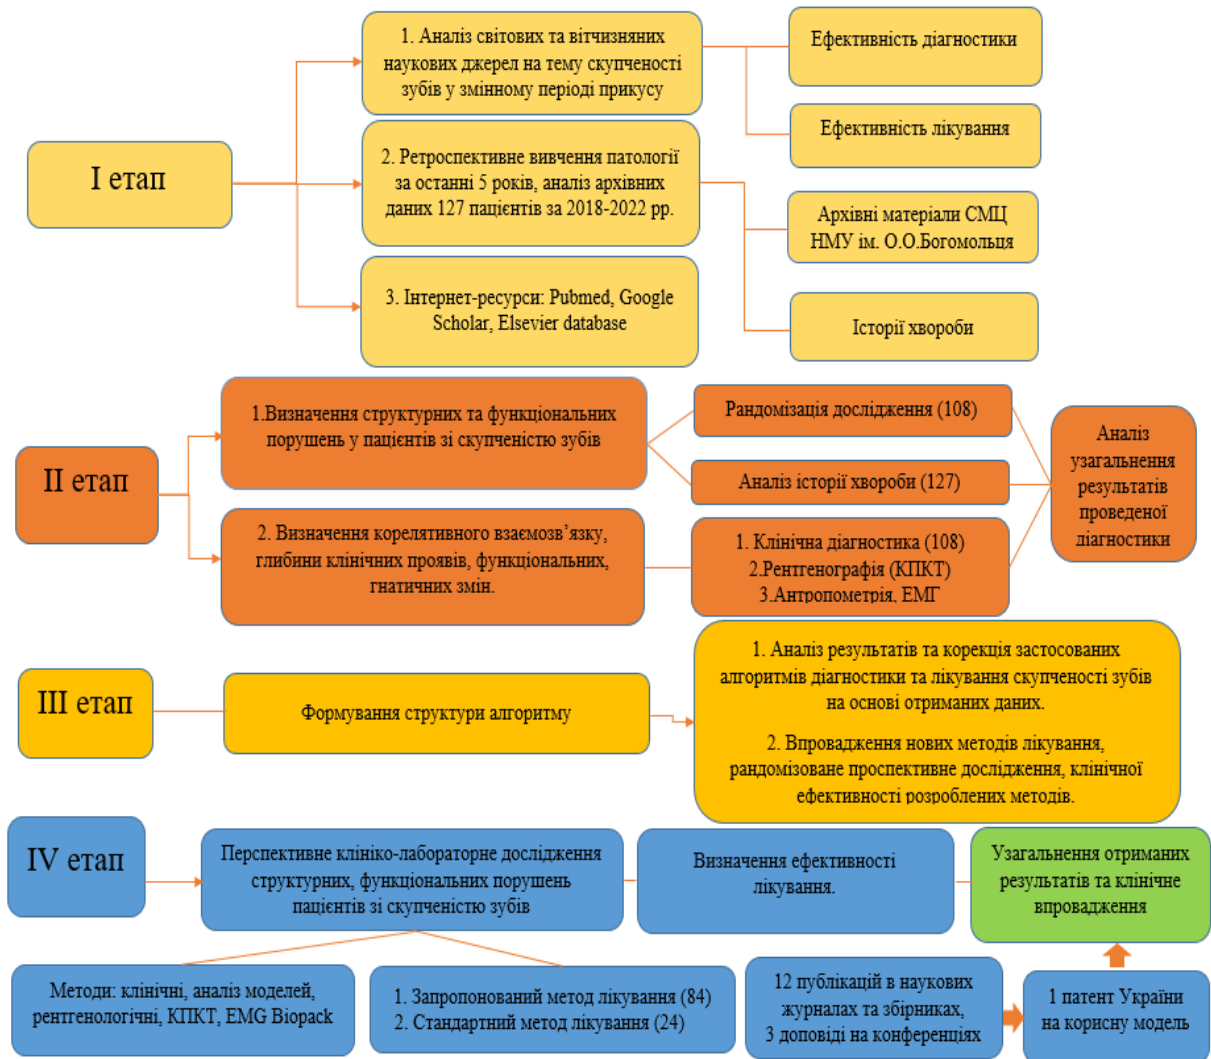 І етап
1. Аналіз світових та вітчизняних
наукових джерел на тему скупченості
зубів у змінному періоді прикусу
Ефективність діагностики
Ефективність лікування
2. Ретроспективне вивчення патології
за останні 5 років, аналіз архівних
даних 127 пацієнтів за 2018-2022 рр.
Архівні матеріали СМЦ
НМУ ім. О.О.Богомольця
Історії хвороби
3. Інтернет-ресурси: Pubmed, Google
Scholar, Elsevier database
ІІ етап
1.Визначення структурних та функціональних
порушень у пацієнтів зі скупченістю зубів
Рандомізація дослідження (108)
Аналіз історії хвороби (127)
2. Визначення корелятивного взаємозв’язку,
глибини клінічних проявів, функціональних,
гнатичних змін.
1. Клінічна діагностика (108)
2.Рентгенографія (КПКТ)
3.Антропометрія, ЕМГ
Аналіз
узагальнення
результатів
проведеної
діагностики
ІІІ етап
Формування структури алгоритму
1. Аналіз результатів та корекція застосованих
алгоритмів діагностики та лікування скупченості зубів
на основі отриманих даних.
2. Впровадження нових методів лікування,
рандомізоване проспективне дослідження, клінічної
ефективності розроблених методів.
IV етап
Перспективне клініко-лабораторне дослідження
структурних, функціональних порушень
пацієнтів зі скупченістю зубів
Визначення ефективності
лікування.
Узагальнення отриманих
результатів та клінічне
впровадження
Методи: клінічні, аналіз моделей,
рентгенологічні, КПКТ, EMG Biopack
1. Запропонований метод лікування (84)
2. Стандартний метод лікування (24)
12 публікацій в наукових
журналах та збірниках,
3 доповіді на конференціях
1 патент України
на корисну модель